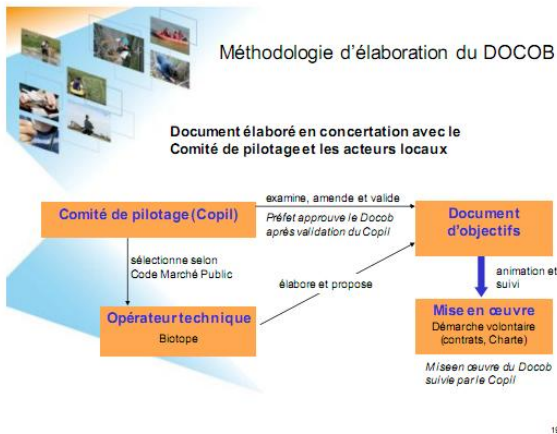 Méthodologie d'élaboration du DOCOB
Document élaboré en concertation avec le
Comité de pilotage et les acteurs locaux
Comité de pilotage (Copil)
examine, amende et valide
Préfet approuve le Docob
après validation du Copil
Document
d'objectifs
sélectionne selon
Code Marché Public
élabore et propose
animation et
suivi
Opérateur technique
Biotope
Mise en œuvre
Démarche volontaire
(contrats, Charte)
Mise en œuvre du Docob
suivie par le Copil